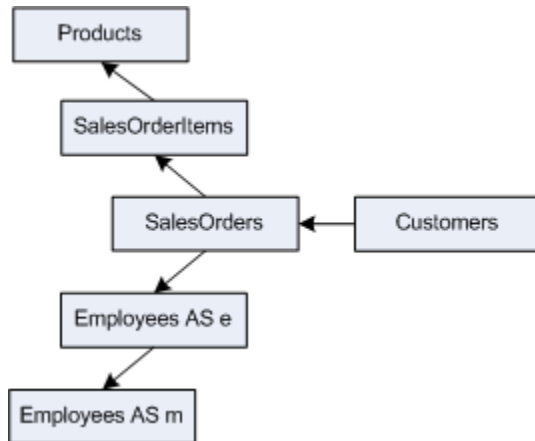 Products
SalesOrderItems
SalesOrders
Customers
Employees AS e
Employees AS m